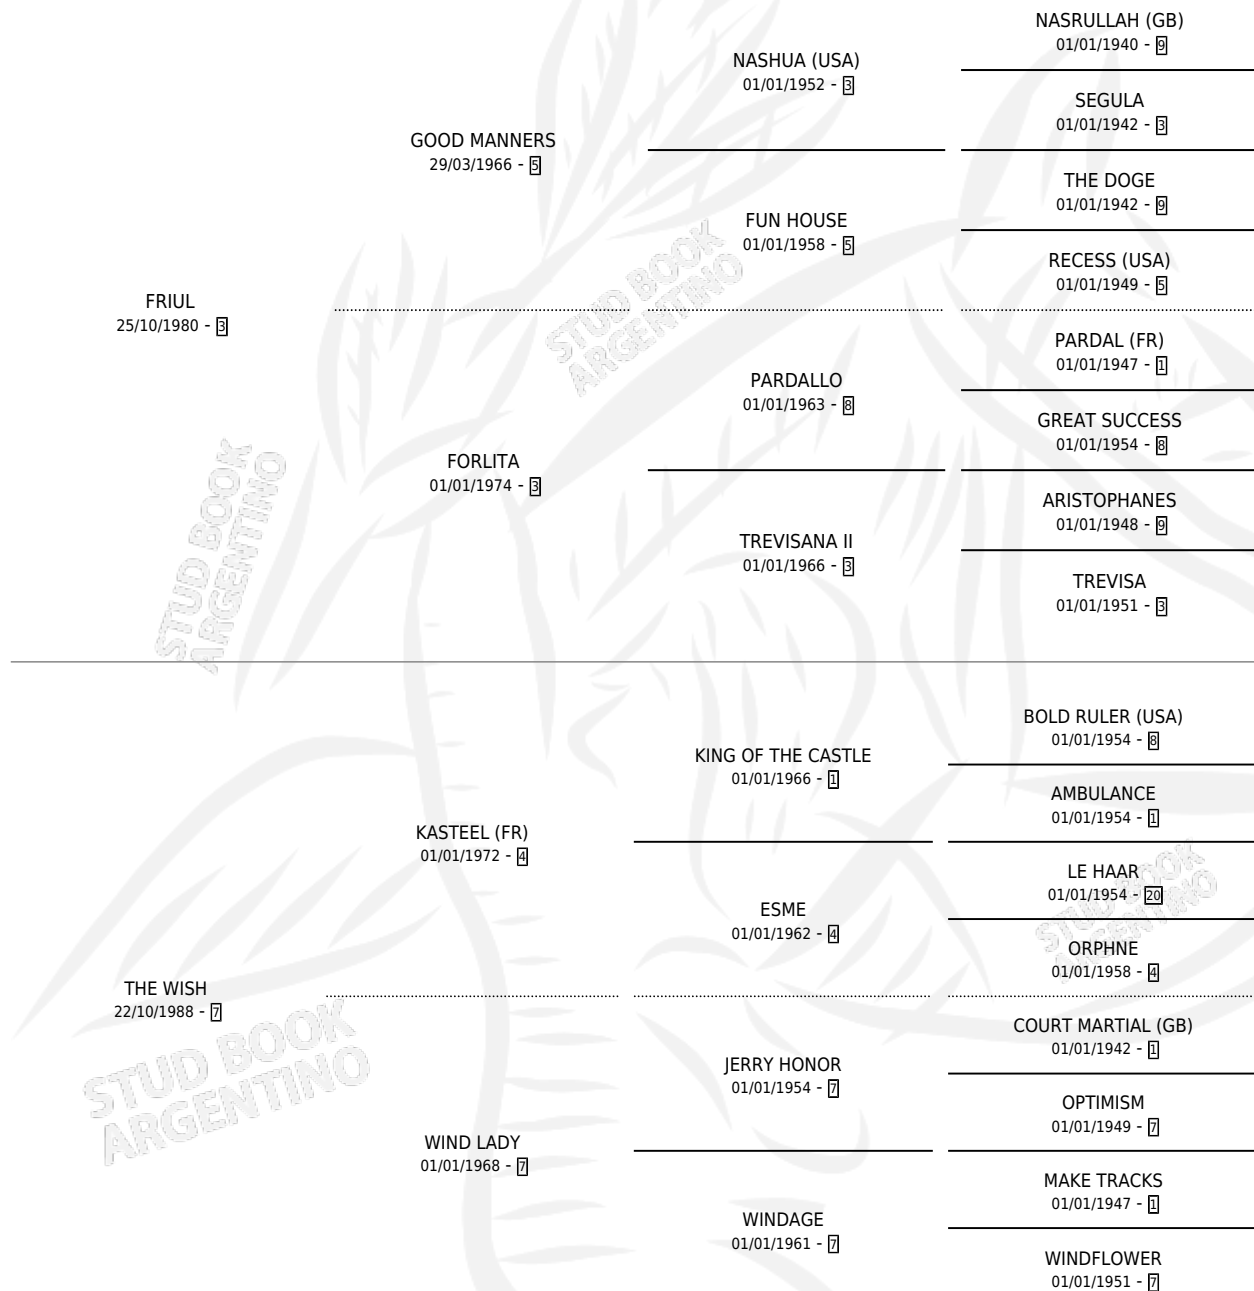 NASRULLAH (GB)
01/01/1940 - 9
NASHUA (USA)
01/01/1952 - 3
SEGULA
01/01/1942 - 3
GOOD MANNERS
29/03/1966 - 5
THE DOGE
01/01/1942 - 9
FUN HOUSE
01/01/1958 - 5
RECESS (USA)
01/01/1949 - 5
FRIUL
25/10/1980 - 3
PARDAL (FR)
01/01/1947 - 1
PARDALLO
01/01/1963 - 8
GREAT SUCCESS
01/01/1954 - 8
FORLITA
01/01/1974 - 3
ARISTOPHANES
01/01/1948 - 9
TREVISANA II
01/01/1966 - 3
TREVISA
01/01/1951 - 3
BOLD RULER (USA)
01/01/1954 - 8
KING OF THE CASTLE
01/01/1966 - 1
AMBULANCE
01/01/1954 - 1
KASTEEL (FR)
01/01/1972 - 4
LE HAAR
01/01/1954 - 20
ESME
01/01/1962 - 4
ORPHNE
01/01/1958 - 4
THE WISH
22/10/1988 - 7
COURT MARTIAL (GB)
01/01/1942 - 1
JERRY HONOR
01/01/1954 - 7
OPTIMISM
01/01/1949 - 7
WIND LADY
01/01/1968 - 7
MAKE TRACKS
01/01/1947 - 1
WINDAGE
01/01/1961 - 7
WINDFLOWER
01/01/1951 - 7
STUD BOOK
ARGENTINO
STUD BOOK
ARGENTINO
STUD BOOK
ARGENTINO
STUD BOOK
ARGENTINO